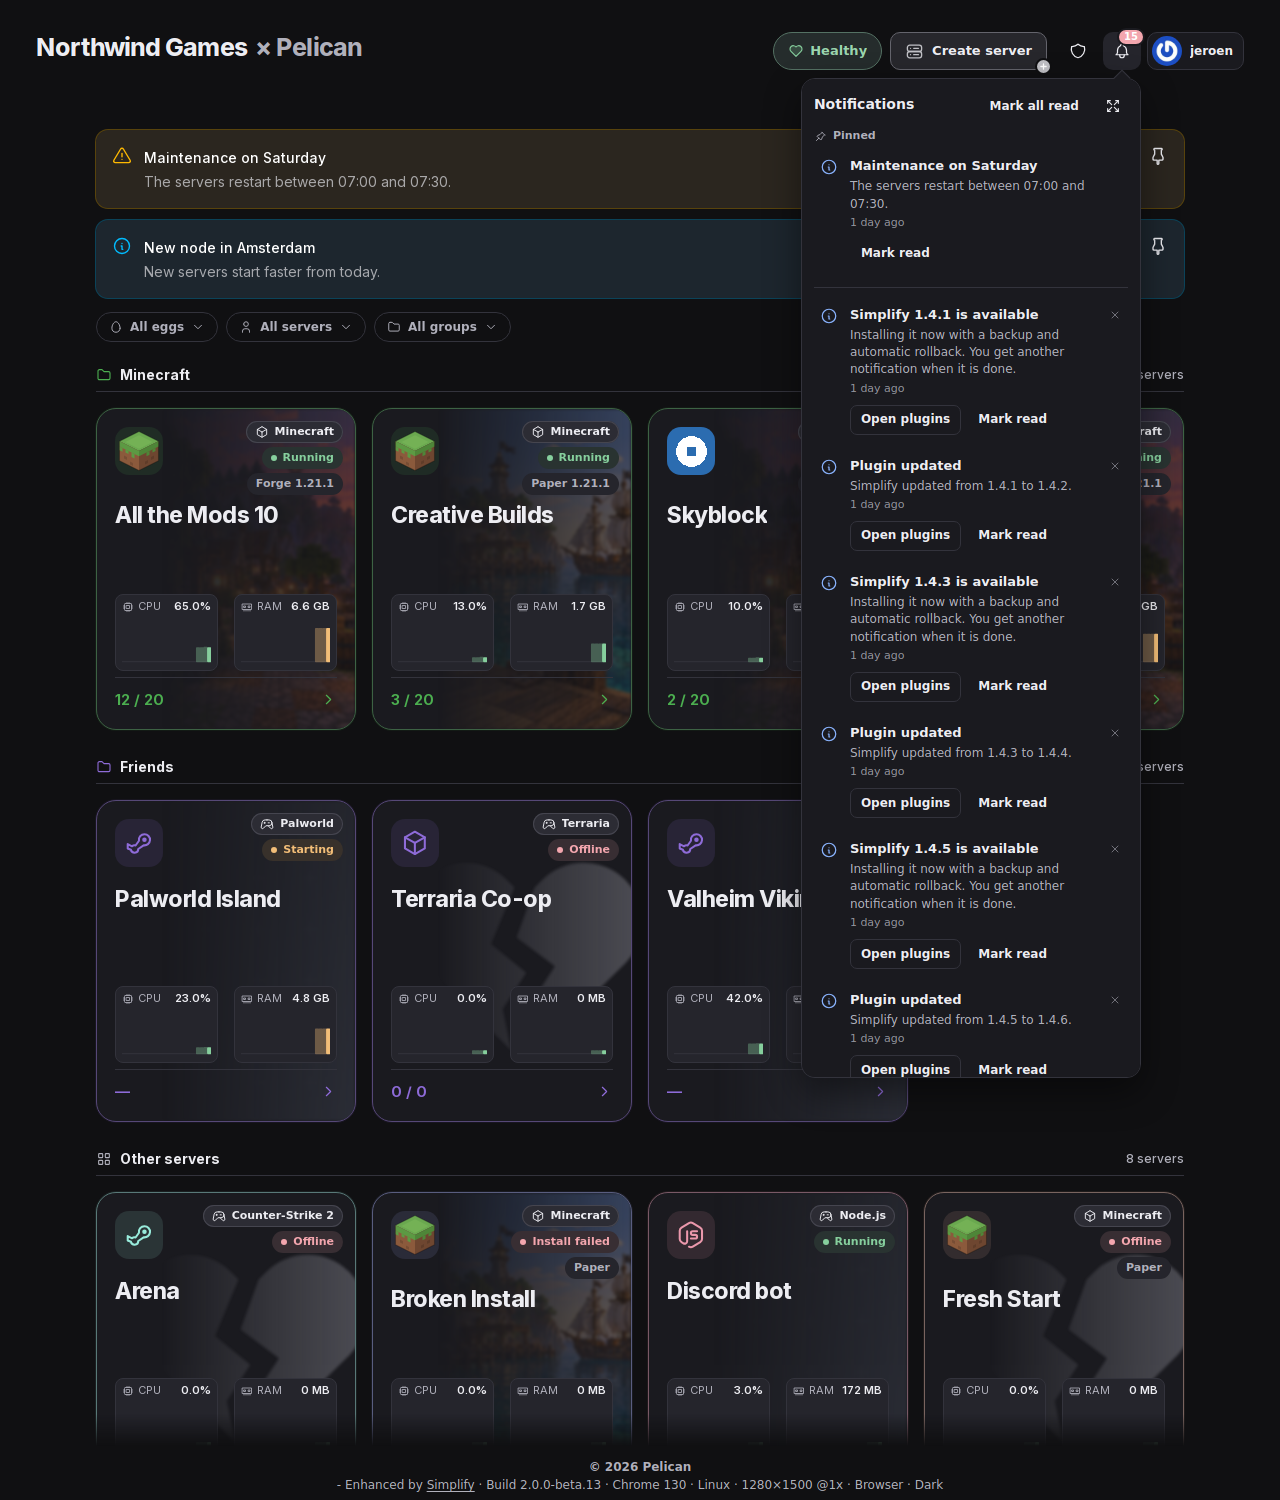 Northwind Games × Pelican
Healthy
Create server
15
jeroen
Notifications
Mark all read
Pinned
Maintenance on Saturday
The servers restart between 07:00 and
07:30.
1 day ago
Mark read
Simplify 1.4.1 is available
Installing it now with a backup and
automatic rollback. You get another
notification when it is done.
1 day ago
Open plugins Mark read
Plugin updated
Simplify updated from 1.4.1 to 1.4.2.
1 day ago
Open plugins Mark read
Simplify 1.4.3 is available
Installing it now with a backup and
automatic rollback. You get another
notification when it is done.
1 day ago
Open plugins Mark read
Plugin updated
Simplify updated from 1.4.3 to 1.4.4.
1 day ago
Open plugins Mark read
Simplify 1.4.5 is available
Installing it now with a backup and
automatic rollback. You get another
notification when it is done.
1 day ago
Open plugins Mark read
Plugin updated
Simplify updated from 1.4.5 to 1.4.6.
1 day ago
Open plugins Mark read
Maintenance on Saturday
The servers restart between 07:00 and 07:30.
New node in Amsterdam
New servers start faster from today.
All eggs
All servers
All groups
Minecraft
servers
Minecraft
Running
Forge 1.21.1
All the Mods 10
CPU 65.0%
RAM 6.6 GB
12 / 20
Minecraft
Running
Paper 1.21.1
Creative Builds
CPU 13.0%
RAM 1.7 GB
3 / 20
Skyblock
CPU 10.0%
2 / 20
GB
Friends
servers
Palworld
Starting
Palworld Island
CPU 23.0%
RAM 4.8 GB
—
Terraria
Offline
Terraria Co-op
CPU 0.0%
RAM 0 MB
0 / 0
Valheim
CPU 42.0%
—
Other servers
8 servers
Counter-Strike 2
Offline
Arena
CPU 0.0%
RAM 0 MB
Minecraft
Install failed
Paper
Broken Install
CPU 0.0%
RAM 0 MB
Node.js
Running
Discord bot
CPU 3.0%
RAM 172 MB
Minecraft
Offline
Paper
Fresh Start
CPU 0.0%
RAM 0 MB
© 2026 Pelican
- Enhanced by Simplify · Build 2.0.0-beta.13 · Chrome 130 · Linux · 1280×1500 @1x · Browser · Dark